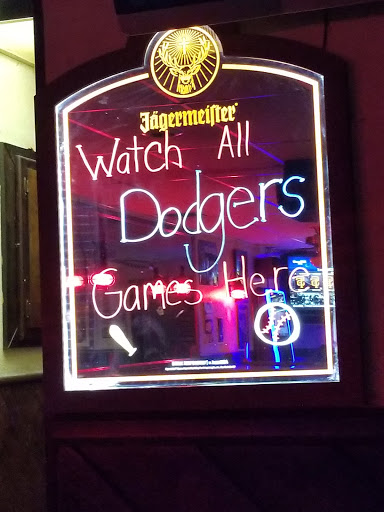 Jägermeister
Watch All
Dodgers
Games Here